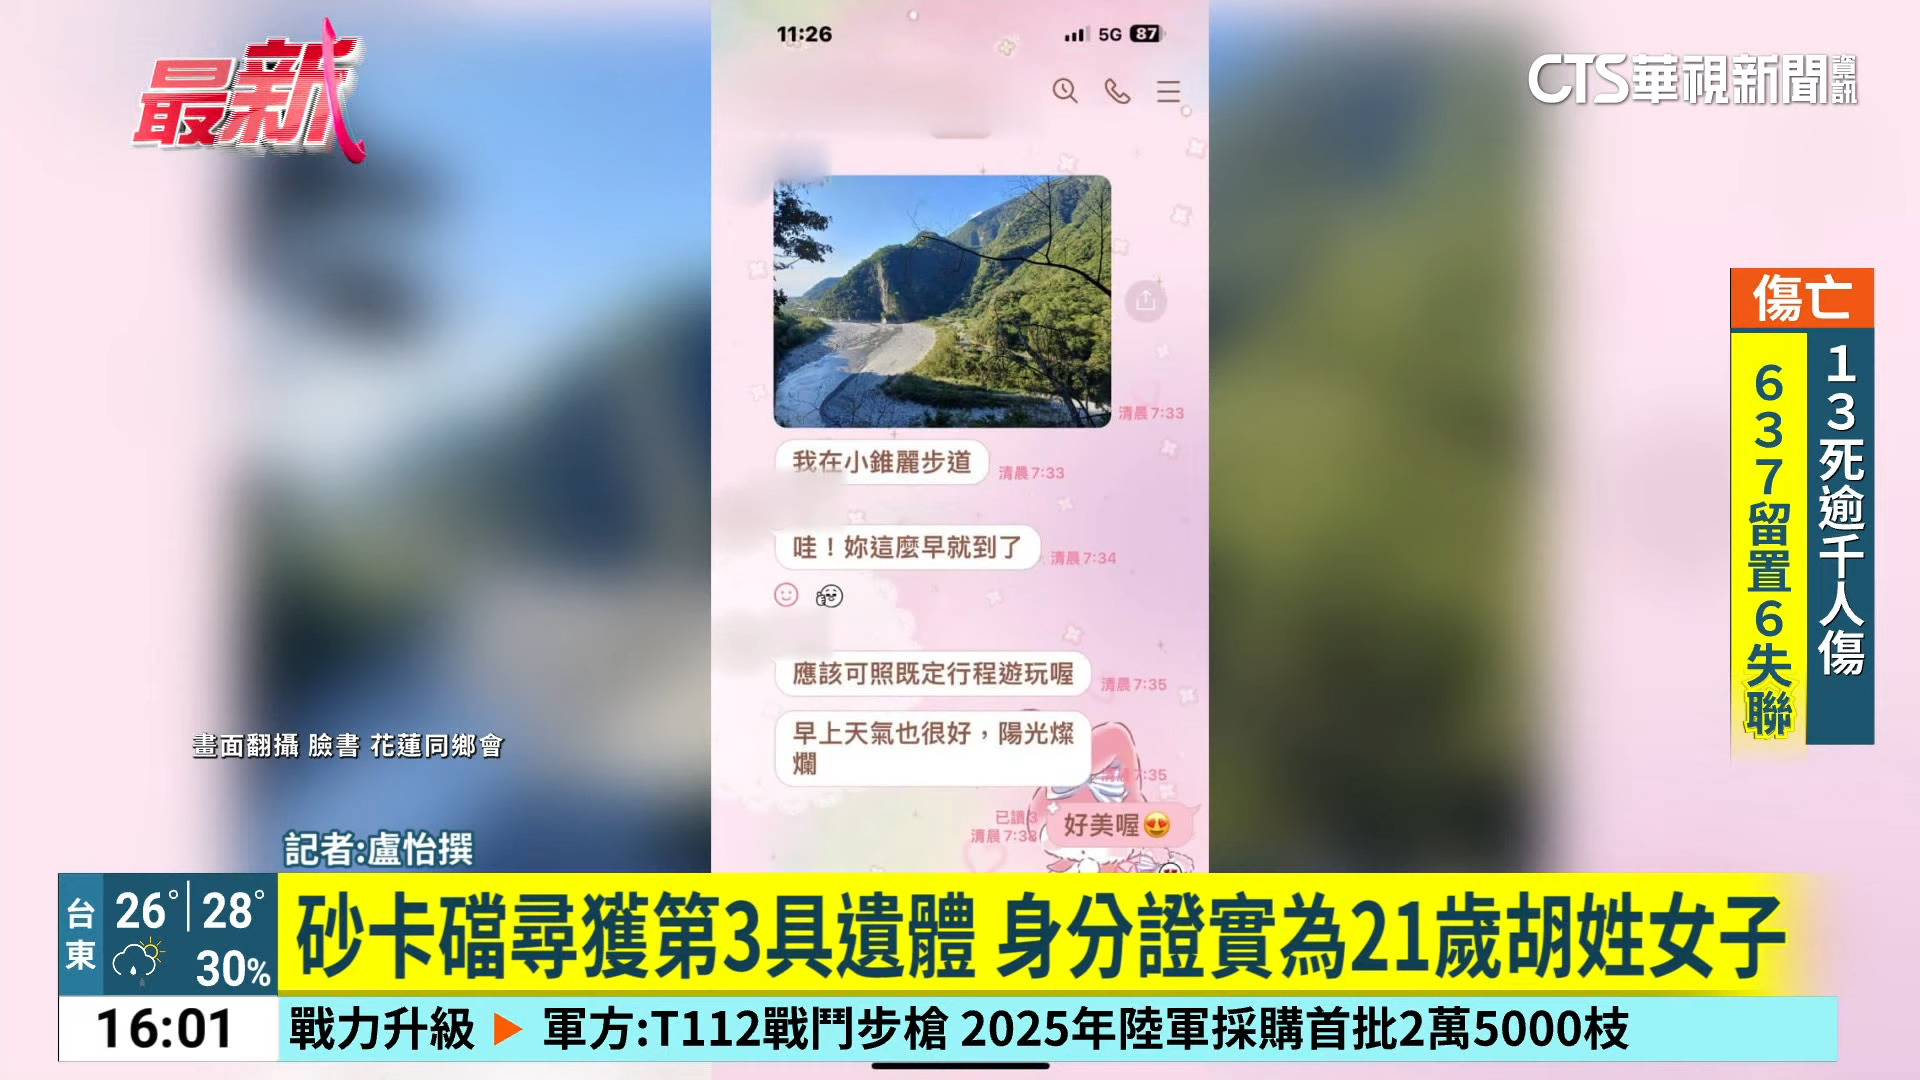 最新
CTS華視新聞資訊
11:26
5G 87
清晨7:33
我在小錐麓步道
清晨7:33
哇！妳這麼早就到了
清晨7:34
應該可照既定行程遊玩喔
清晨7:35
早上天氣也很好，陽光燦
爛
清晨7:35
已讀3
清晨7:38
好美喔
傷亡
13死逾千人傷
637留置6失聯
畫面翻攝 臉書 花蓮同鄉會
記者:盧怡撰
台東
26° 28°
30%
砂卡礑尋獲第3具遺體 身分證實為21歲胡姓女子
16:01
戰力升級 ▶ 軍方:T112戰鬥步槍 2025年陸軍採購首批2萬5000枝